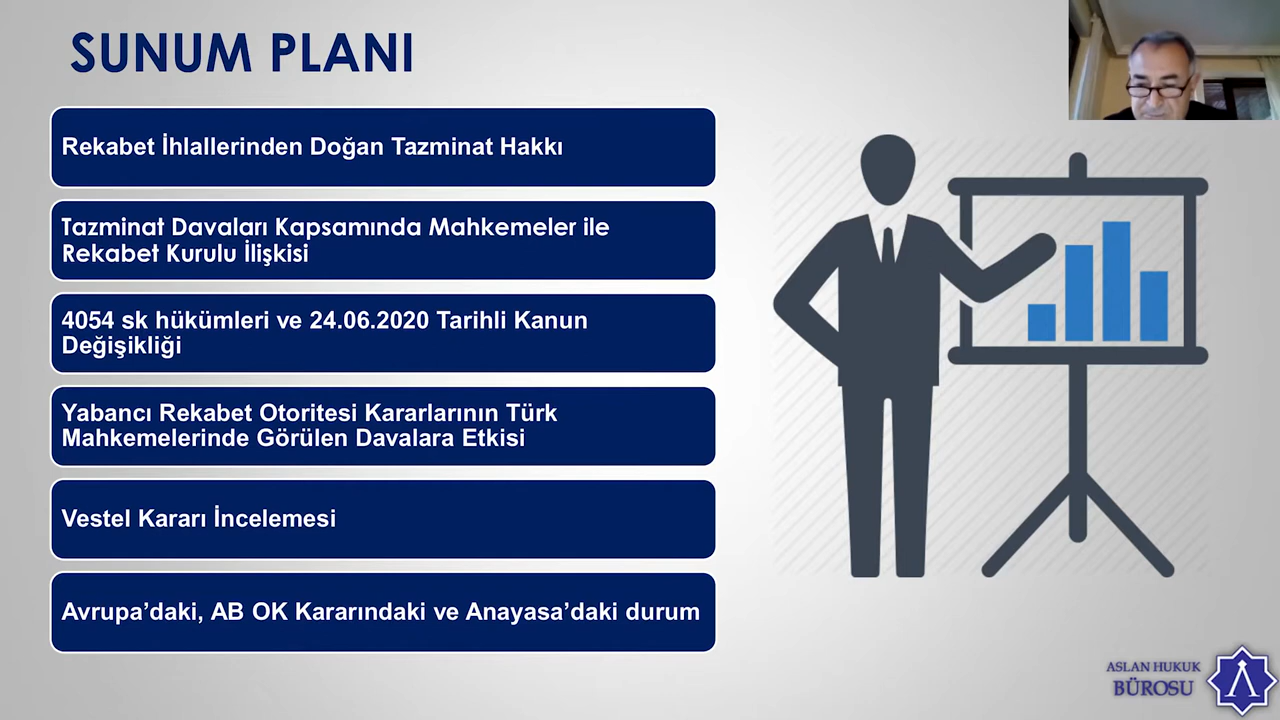 SUNUM PLANI
Rekabet İhlallerinden Doğan Tazminat Hakkı
Tazminat Davaları Kapsamında Mahkemeler ile
Rekabet Kurulu İlişkisi
4054 sk hükümleri ve 24.06.2020 Tarihli Kanun
Değişikliği
Yabancı Rekabet Otoritesi Kararlarının Türk
Mahkemelerinde Görülen Davalara Etkisi
Vestel Kararı İncelemesi
Avrupa’daki, AB OK Kararındaki ve Anayasa’daki durum
ASLAN HUKUK
BÜROSU